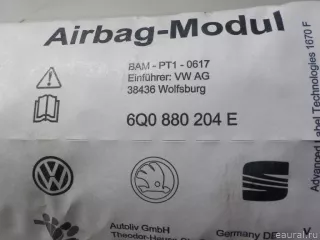 Airbag-Modul
BAM - PT1 - 0617
Einführer: VW AG
38436 Wolfsburg
6Q0 880 204 E
Autoliv GmbH
Germany
Advanced Label Technologies 1670 F
eaural.ru